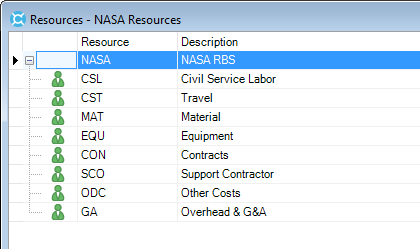 Resources - NASA Resources
Resource Description
NASA NASA RBS
CSL Civil Service Labor
CST Travel
MAT Material
EQU Equipment
CON Contracts
SCO Support Contractor
ODC Other Costs
GA Overhead & G&A